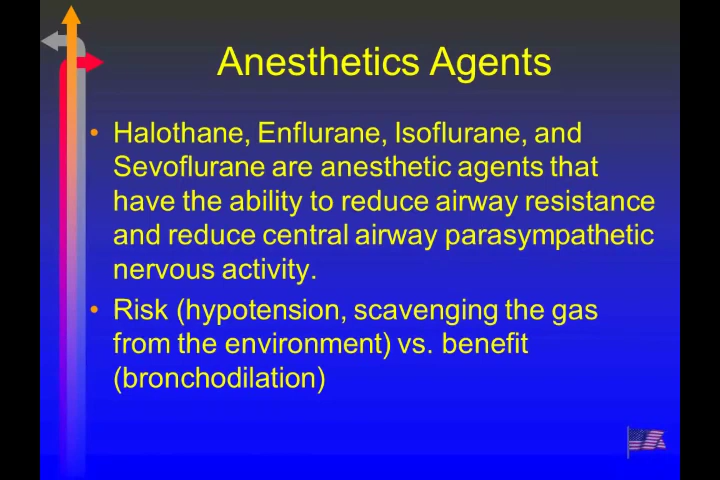 Anesthetics Agents
• Halothane, Enflurane, Isoflurane, and
Sevoflurane are anesthetic agents that
have the ability to reduce airway resistance
and reduce central airway parasympathetic
nervous activity.
• Risk (hypotension, scavenging the gas
from the environment) vs. benefit
(bronchodilation)